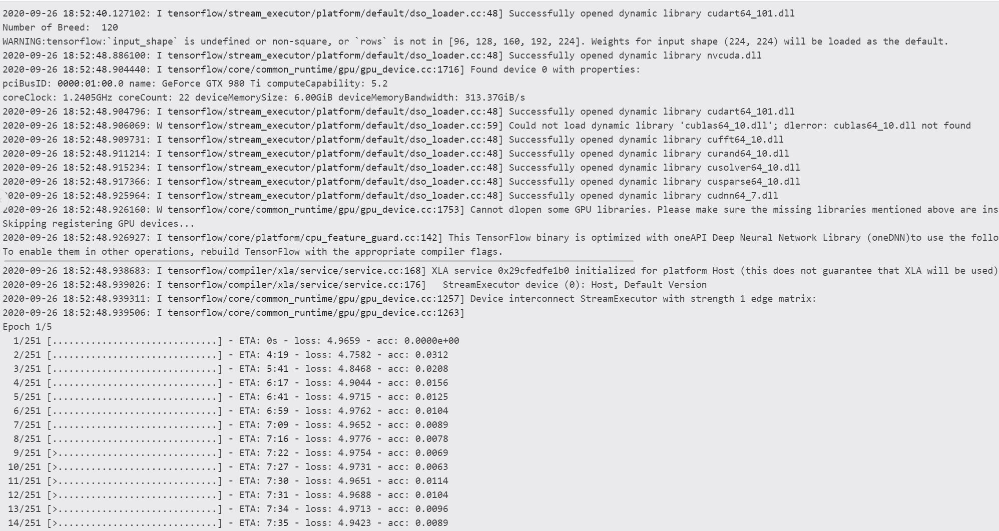 2020-09-26 18:52:40.127102: I tensorflow/stream_executor/platform/default/dso_loader.cc:48] Successfully opened dynamic library cudart64_101.dll
Number of Breed:  120
WARNING:tensorflow:`input_shape` is undefined or non-square, or `rows` is not in [96, 128, 160, 192, 224]. Weights for input shape (224, 224) will be loaded as the default.
2020-09-26 18:52:48.886100: I tensorflow/stream_executor/platform/default/dso_loader.cc:48] Successfully opened dynamic library nvcuda.dll
2020-09-26 18:52:48.904440: I tensorflow/core/common_runtime/gpu/gpu_device.cc:1716] Found device 0 with properties:
pciBusID: 0000:01:00.0 name: GeForce GTX 980 Ti computeCapability: 5.2
coreClock: 1.2405GHz coreCount: 22 deviceMemorySize: 6.00GiB deviceMemoryBandwidth: 313.37GiB/s
2020-09-26 18:52:48.904796: I tensorflow/stream_executor/platform/default/dso_loader.cc:48] Successfully opened dynamic library cudart64_101.dll
2020-09-26 18:52:48.906069: W tensorflow/stream_executor/platform/default/dso_loader.cc:59] Could not load dynamic library 'cublas64_10.dll'; dlerror: cublas64_10.dll not found
2020-09-26 18:52:48.909731: I tensorflow/stream_executor/platform/default/dso_loader.cc:48] Successfully opened dynamic library cufft64_10.dll
2020-09-26 18:52:48.911214: I tensorflow/stream_executor/platform/default/dso_loader.cc:48] Successfully opened dynamic library curand64_10.dll
2020-09-26 18:52:48.915234: I tensorflow/stream_executor/platform/default/dso_loader.cc:48] Successfully opened dynamic library cusolver64_10.dll
2020-09-26 18:52:48.917366: I tensorflow/stream_executor/platform/default/dso_loader.cc:48] Successfully opened dynamic library cusparse64_10.dll
2020-09-26 18:52:48.925964: I tensorflow/stream_executor/platform/default/dso_loader.cc:48] Successfully opened dynamic library cudnn64_7.dll
2020-09-26 18:52:48.926160: W tensorflow/core/common_runtime/gpu/gpu_device.cc:1753] Cannot dlopen some GPU libraries. Please make sure the missing libraries mentioned above are ins
Skipping registering GPU devices...
2020-09-26 18:52:48.926927: I tensorflow/core/platform/cpu_feature_guard.cc:142] This TensorFlow binary is optimized with oneAPI Deep Neural Network Library (oneDNN)to use the follo
To enable them in other operations, rebuild TensorFlow with the appropriate compiler flags.
2020-09-26 18:52:48.938683: I tensorflow/compiler/xla/service/service.cc:168] XLA service 0x29cfedfe1b0 initialized for platform Host (this does not guarantee that XLA will be used)
2020-09-26 18:52:48.939026: I tensorflow/compiler/xla/service/service.cc:176]   StreamExecutor device (0): Host, Default Version
2020-09-26 18:52:48.939311: I tensorflow/core/common_runtime/gpu/gpu_device.cc:1257] Device interconnect StreamExecutor with strength 1 edge matrix:
2020-09-26 18:52:48.939506: I tensorflow/core/common_runtime/gpu/gpu_device.cc:1263]
Epoch 1/5
  1/251 [..............................] - ETA: 0s - loss: 4.9659 - acc: 0.0000e+00
  2/251 [..............................] - ETA: 4:19 - loss: 4.7582 - acc: 0.0312
  3/251 [..............................] - ETA: 5:41 - loss: 4.8468 - acc: 0.0208
  4/251 [..............................] - ETA: 6:17 - loss: 4.9044 - acc: 0.0156
  5/251 [..............................] - ETA: 6:41 - loss: 4.9715 - acc: 0.0125
  6/251 [..............................] - ETA: 6:59 - loss: 4.9762 - acc: 0.0104
  7/251 [..............................] - ETA: 7:09 - loss: 4.9652 - acc: 0.0089
  8/251 [..............................] - ETA: 7:16 - loss: 4.9776 - acc: 0.0078
  9/251 [>.............................] - ETA: 7:22 - loss: 4.9754 - acc: 0.0069
 10/251 [>.............................] - ETA: 7:27 - loss: 4.9731 - acc: 0.0063
 11/251 [>.............................] - ETA: 7:30 - loss: 4.9651 - acc: 0.0114
 12/251 [>.............................] - ETA: 7:31 - loss: 4.9688 - acc: 0.0104
 13/251 [>.............................] - ETA: 7:34 - loss: 4.9713 - acc: 0.0096
 14/251 [>.............................] - ETA: 7:35 - loss: 4.9423 - acc: 0.0089